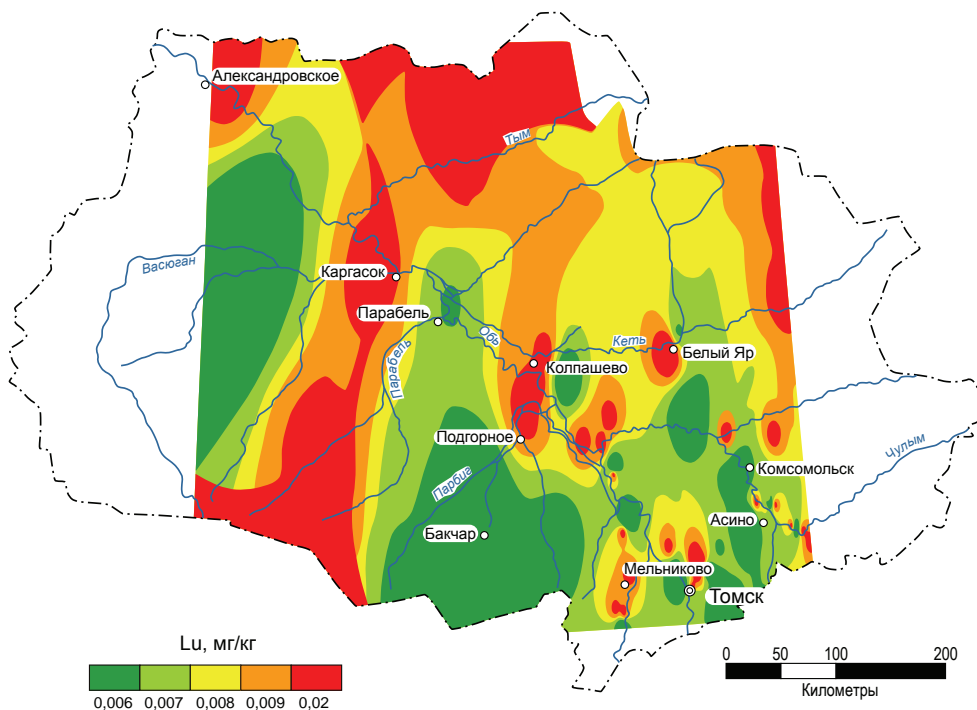 Александровское
Тым
Васюган
Каргасок
Парабель
Обь
Кеть
Белый Яр
Колпашево
Парабель
Подгорное
Чулым
Комсомольск
Парбиг
Асино
Бакчар
Мельниково
Томск
Lu, мг/кг
0,006 0,007 0,008 0,009 0,02
0 50 100 200
Километры